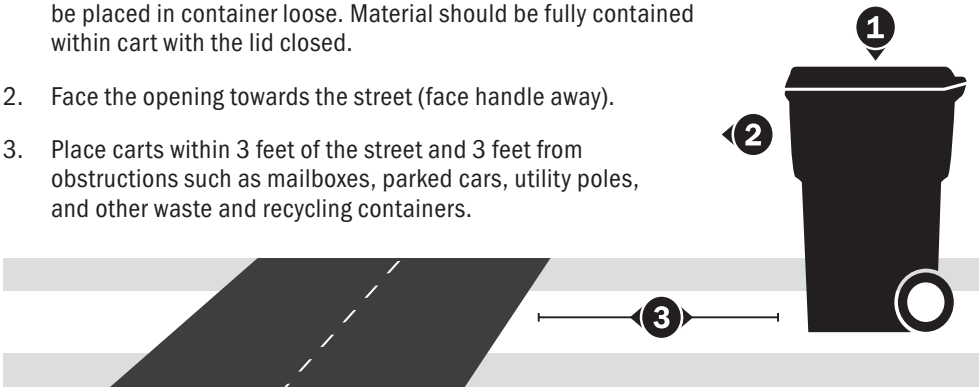 be placed in container loose. Material should be fully contained
within cart with the lid closed.
2. Face the opening towards the street (face handle away).
3. Place carts within 3 feet of the street and 3 feet from
obstructions such as mailboxes, parked cars, utility poles,
and other waste and recycling containers.
1
2
3